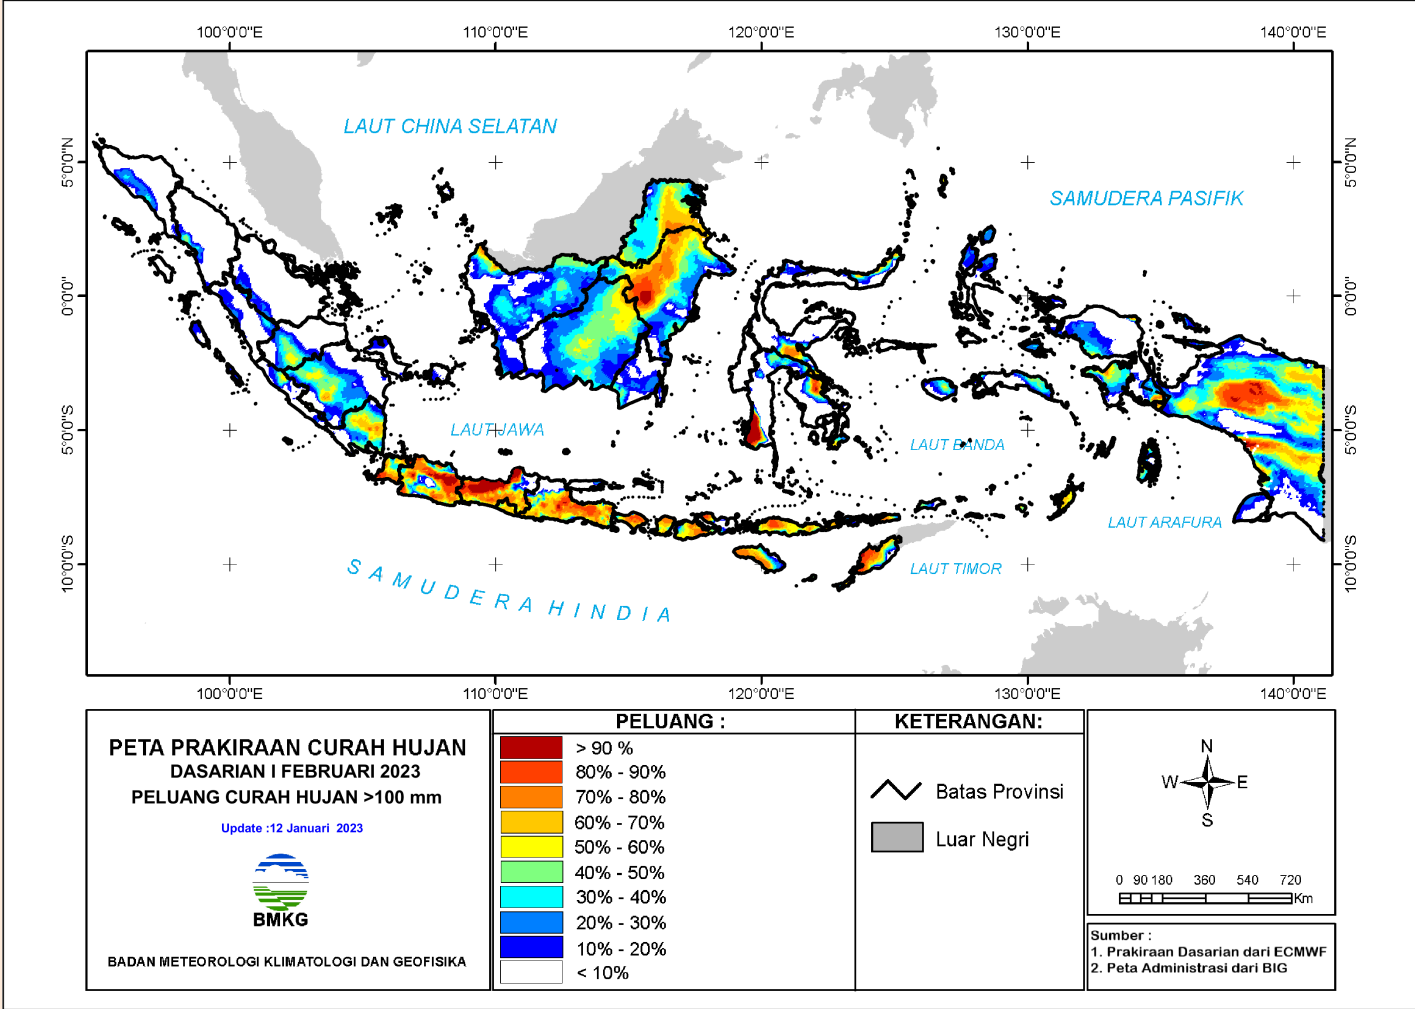 100°0'0"E 110°0'0"E 120°0'0"E 130°0'0"E 140°0'0"E
5°0'0"N
0°0'0"
5°0'0"S
10°0'0"S
LAUT CHINA SELATAN
SAMUDERA PASIFIK
LAUT JAWA
LAUT BANDA
LAUT ARAFURA
LAUT TIMOR
SAMUDERA HINDIA
5°0'0"N
0°0'0"
5°0'0"S
10°0'0"S
100°0'0"E 110°0'0"E 120°0'0"E 130°0'0"E 140°0'0"E
PETA PRAKIRAAN CURAH HUJAN
DASARIAN I FEBRUARI 2023
PELUANG CURAH HUJAN >100 mm
Update :12 Januari 2023
BMKG
BADAN METEOROLOGI KLIMATOLOGI DAN GEOFISIKA
PELUANG :
> 90 %
80% - 90%
70% - 80%
60% - 70%
50% - 60%
40% - 50%
30% - 40%
20% - 30%
10% - 20%
< 10%
KETERANGAN:
Batas Provinsi
Luar Negri
N
W E
S
0 90 180 360 540 720
Km
Sumber :
1. Prakiraan Dasarian dari ECMWF
2. Peta Administrasi dari BIG